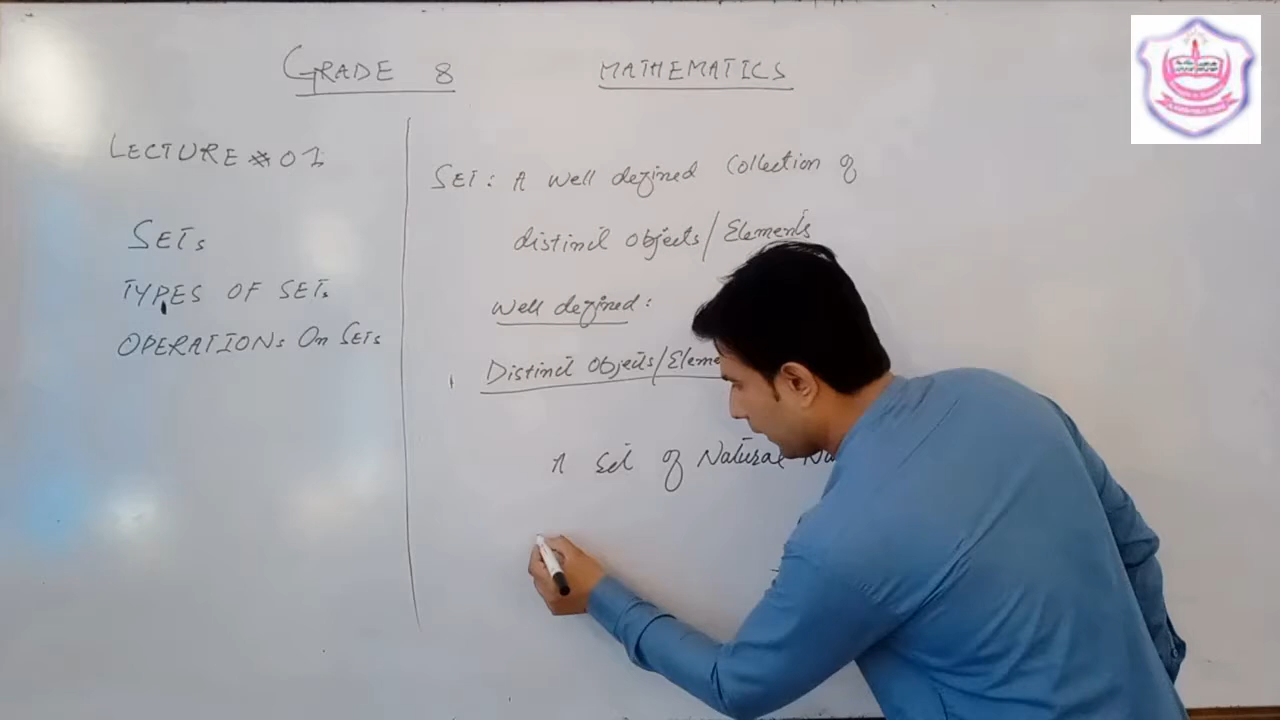 GRADE 8
MATHEMATICS
LECTURE # 01
SETs
TYPES OF SETs
OPERATIONs On SETs
SET: A well defined Collection of
distinct objects/Elements
Well defined:
Distinct Objects/Eleme
A Set of Natural Nu